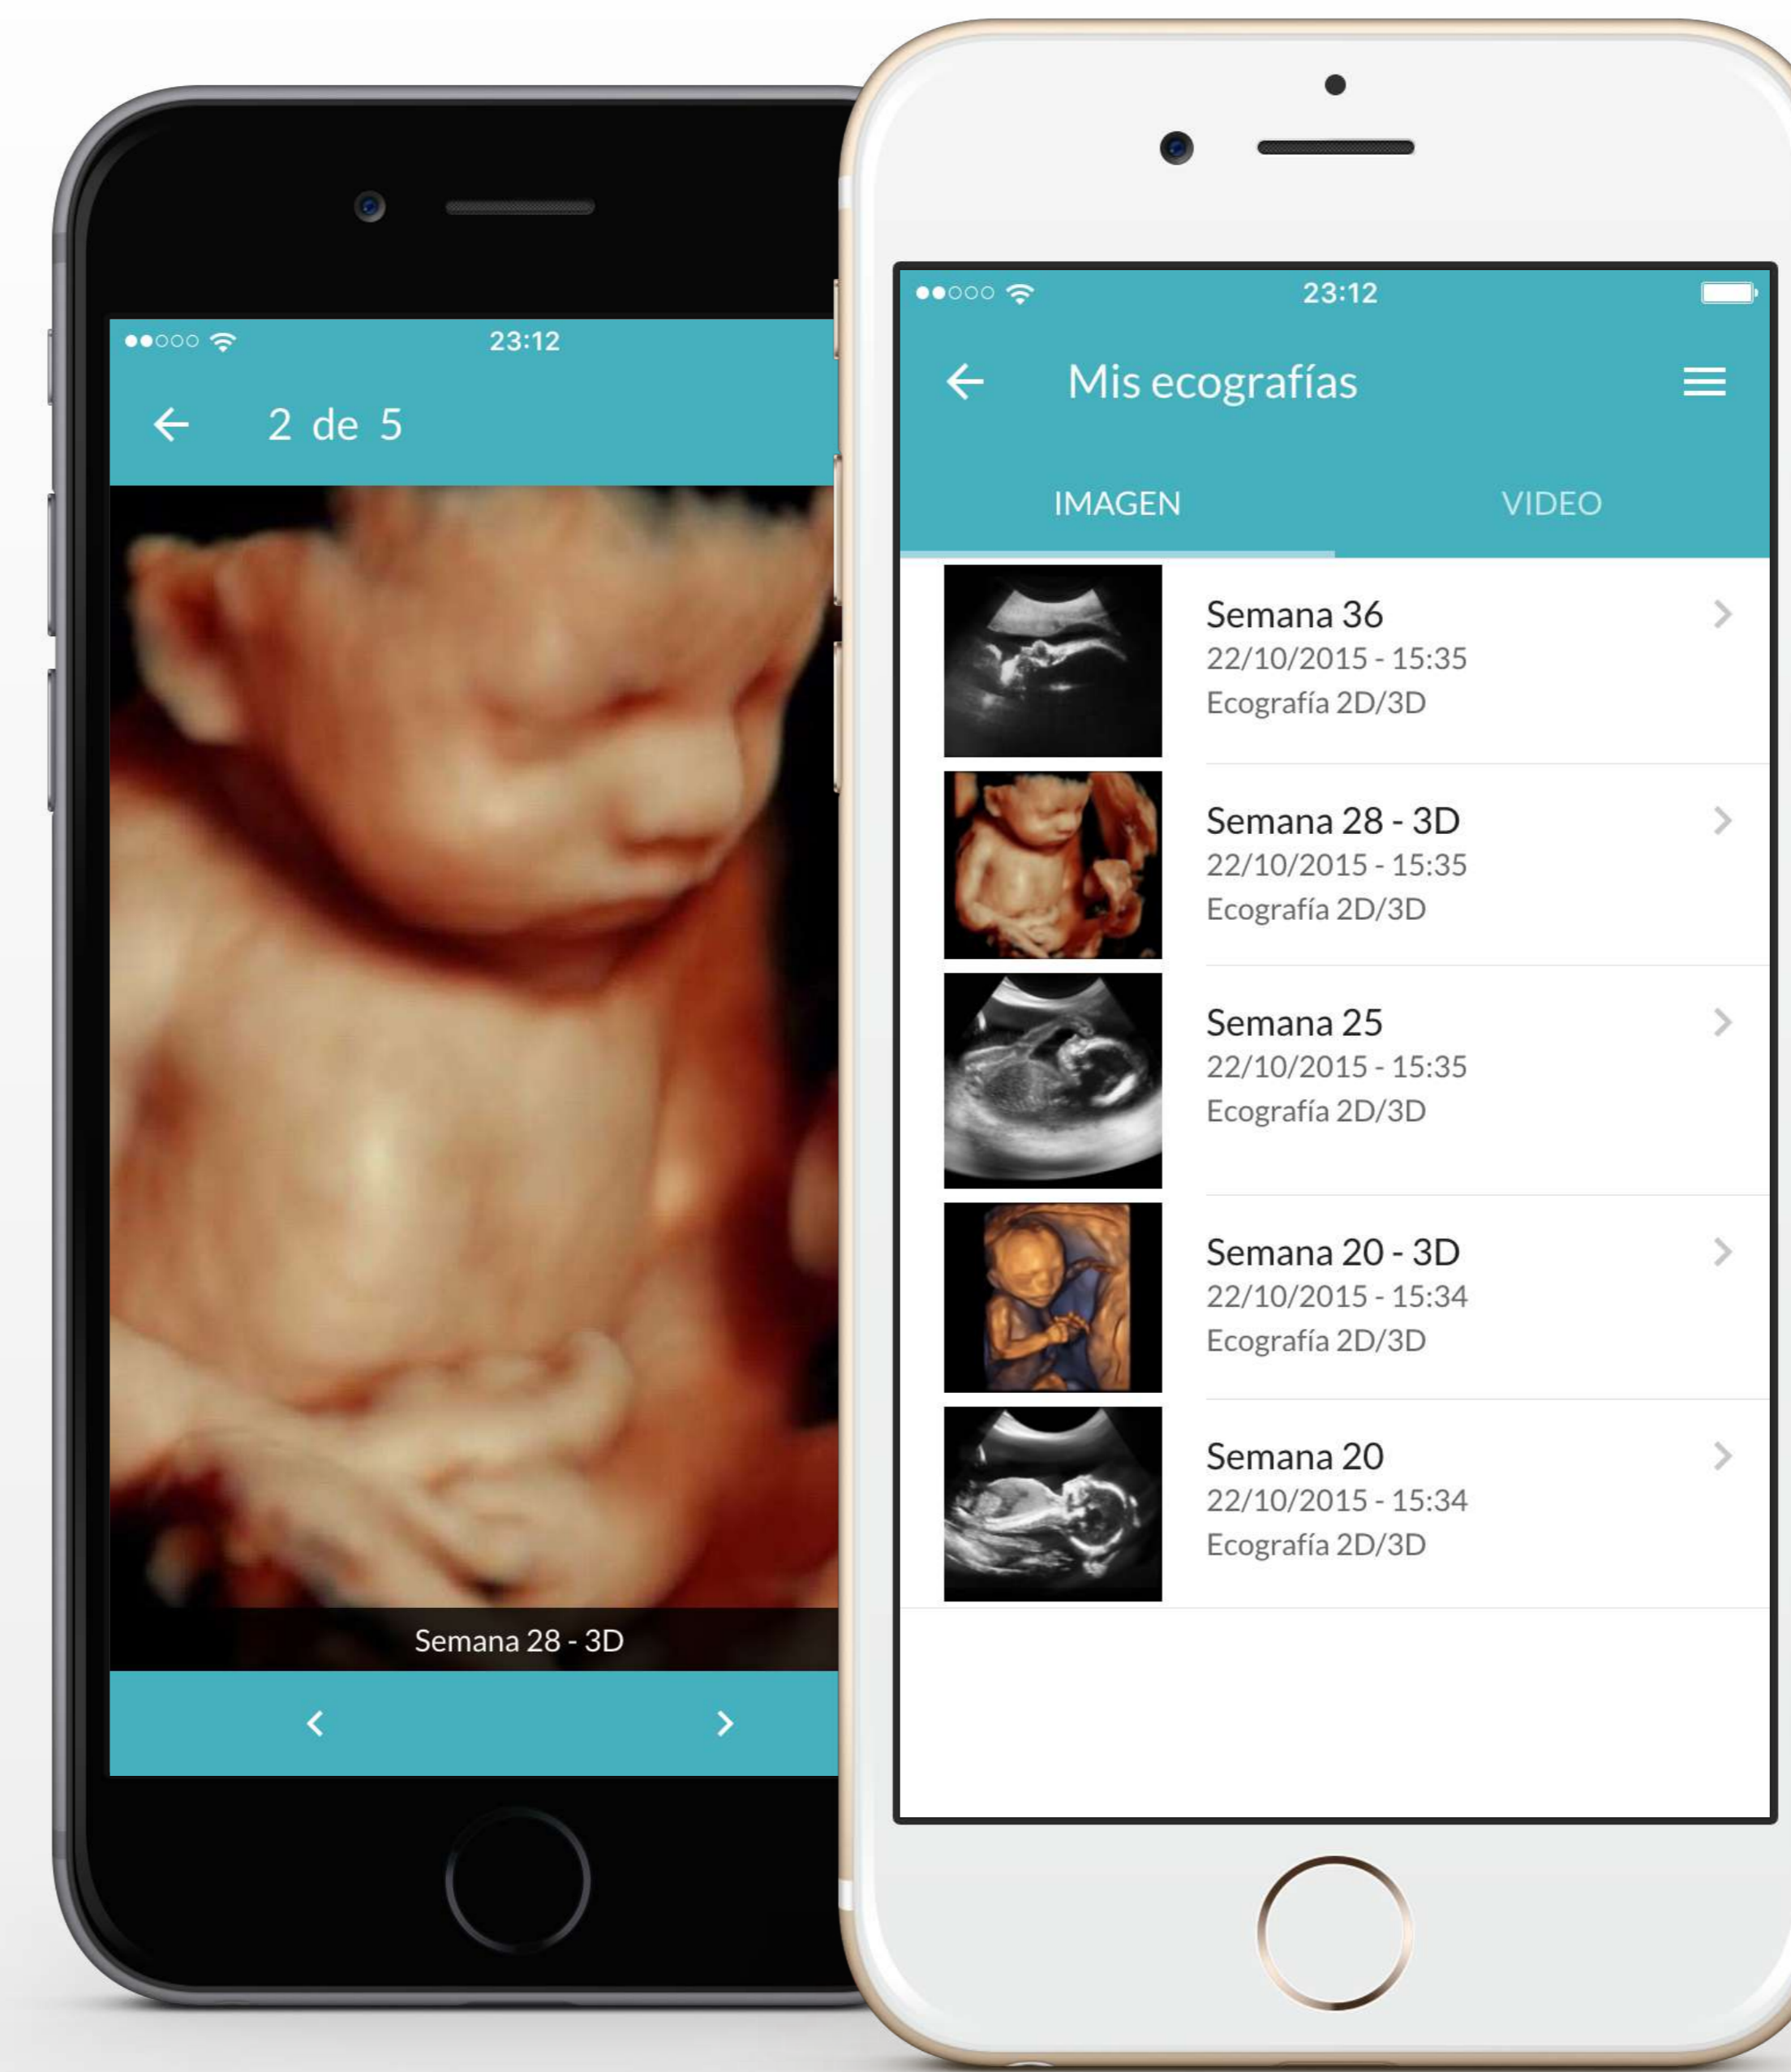 23:12
2 de 5
Semana 28 - 3D
23:12
Mis ecografías
IMAGEN
VIDEO
Semana 36
22/10/2015 - 15:35
Ecografía 2D/3D
Semana 28 - 3D
22/10/2015 - 15:35
Ecografía 2D/3D
Semana 25
22/10/2015 - 15:35
Ecografía 2D/3D
Semana 20 - 3D
22/10/2015 - 15:34
Ecografía 2D/3D
Semana 20
22/10/2015 - 15:34
Ecografía 2D/3D